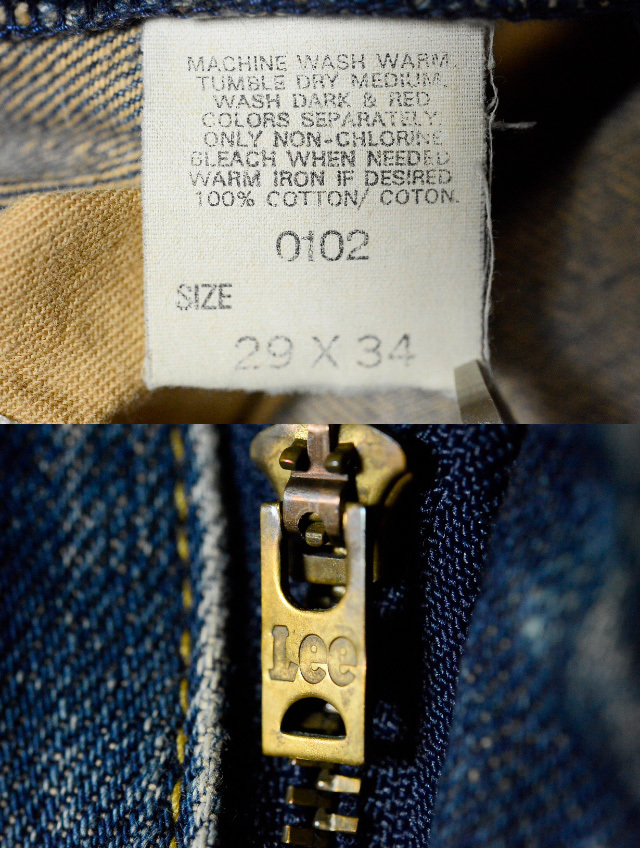 MACHINE WASH WARM.
TUMBLE DRY MEDIUM.
WASH DARK & RED
COLORS SEPARATELY.
ONLY NON-CHLORINE
BLEACH WHEN NEEDED.
WARM IRON IF DESIRED
100% COTTON/ COTON.
0102
SIZE
29 X 34
Lee